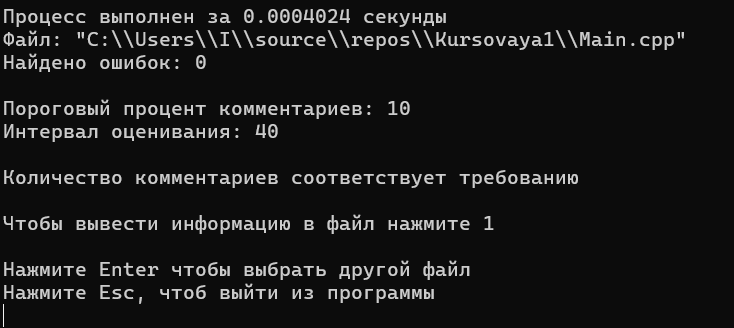 Процесс выполнен за 0.0004024 секунды
Файл: "C:\\Users\\I\\source\\repos\\Kursovaya1\\Main.cpp"
Найдено ошибок: 0
Пороговый процент комментариев: 10
Интервал оценивания: 40
Количество комментариев соответствует требованию
Чтобы вывести информацию в файл нажмите 1
Нажмите Enter чтобы выбрать другой файл
Нажмите Esc, чтоб выйти из программы